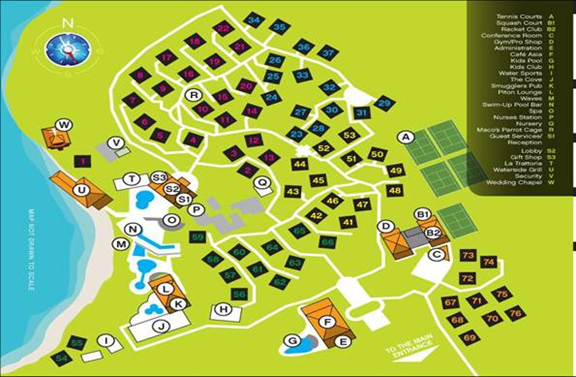 Tennis Courts A
Squash Court B1
Racket Club B2
Conference Room C
Gym/Pro Shop D
Administration E
Café Asia F
Kids Pool G
Kids Club H
Water Sports I
The Cove J
Smugglers Pub K
Piton Lounge L
Waves M
Swim-Up Pool Bar N
Spa O
Nurses Station P
Nursery Q
Maco's Parrot Cage R
Guest Services/ S1
Reception
Lobby S2
Gift Shop S3
La Trattoria T
Waterside Grill U
Security V
Wedding Chapel W
N
34
35
22
18
21
36
37
17
26
19
25
33
8
16
32
9
15
20
24
7
R
10
14
30
29
11
27
31
6
23
28
53
W
5
4
12
52
A
V
3
13
51
50
1
2
44
49
T
S3
S2
Q
45
48
U
S1
43
P
46
47
O
42
41
B1
N
59
65
D
B2
M
60
64
66
58
63
C
73
74
57
61
L
62
72
56
K
67
71
75
H
J
F
68
70
76
I
G
E
69
55
54
MAP NOT DRAWN TO SCALE
TO THE MAIN
ENTRANCE